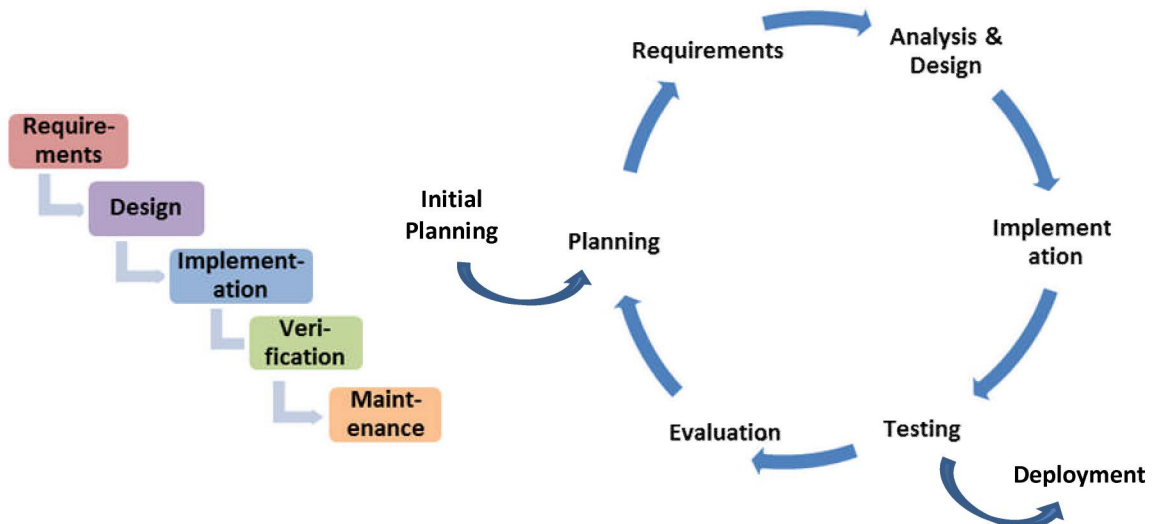 Require-
ments
Design
Implement-
ation
Veri-
fication
Maint-
enance
Initial
Planning
Planning
Requirements
Analysis &
Design
Implement
ation
Testing
Evaluation
Deployment